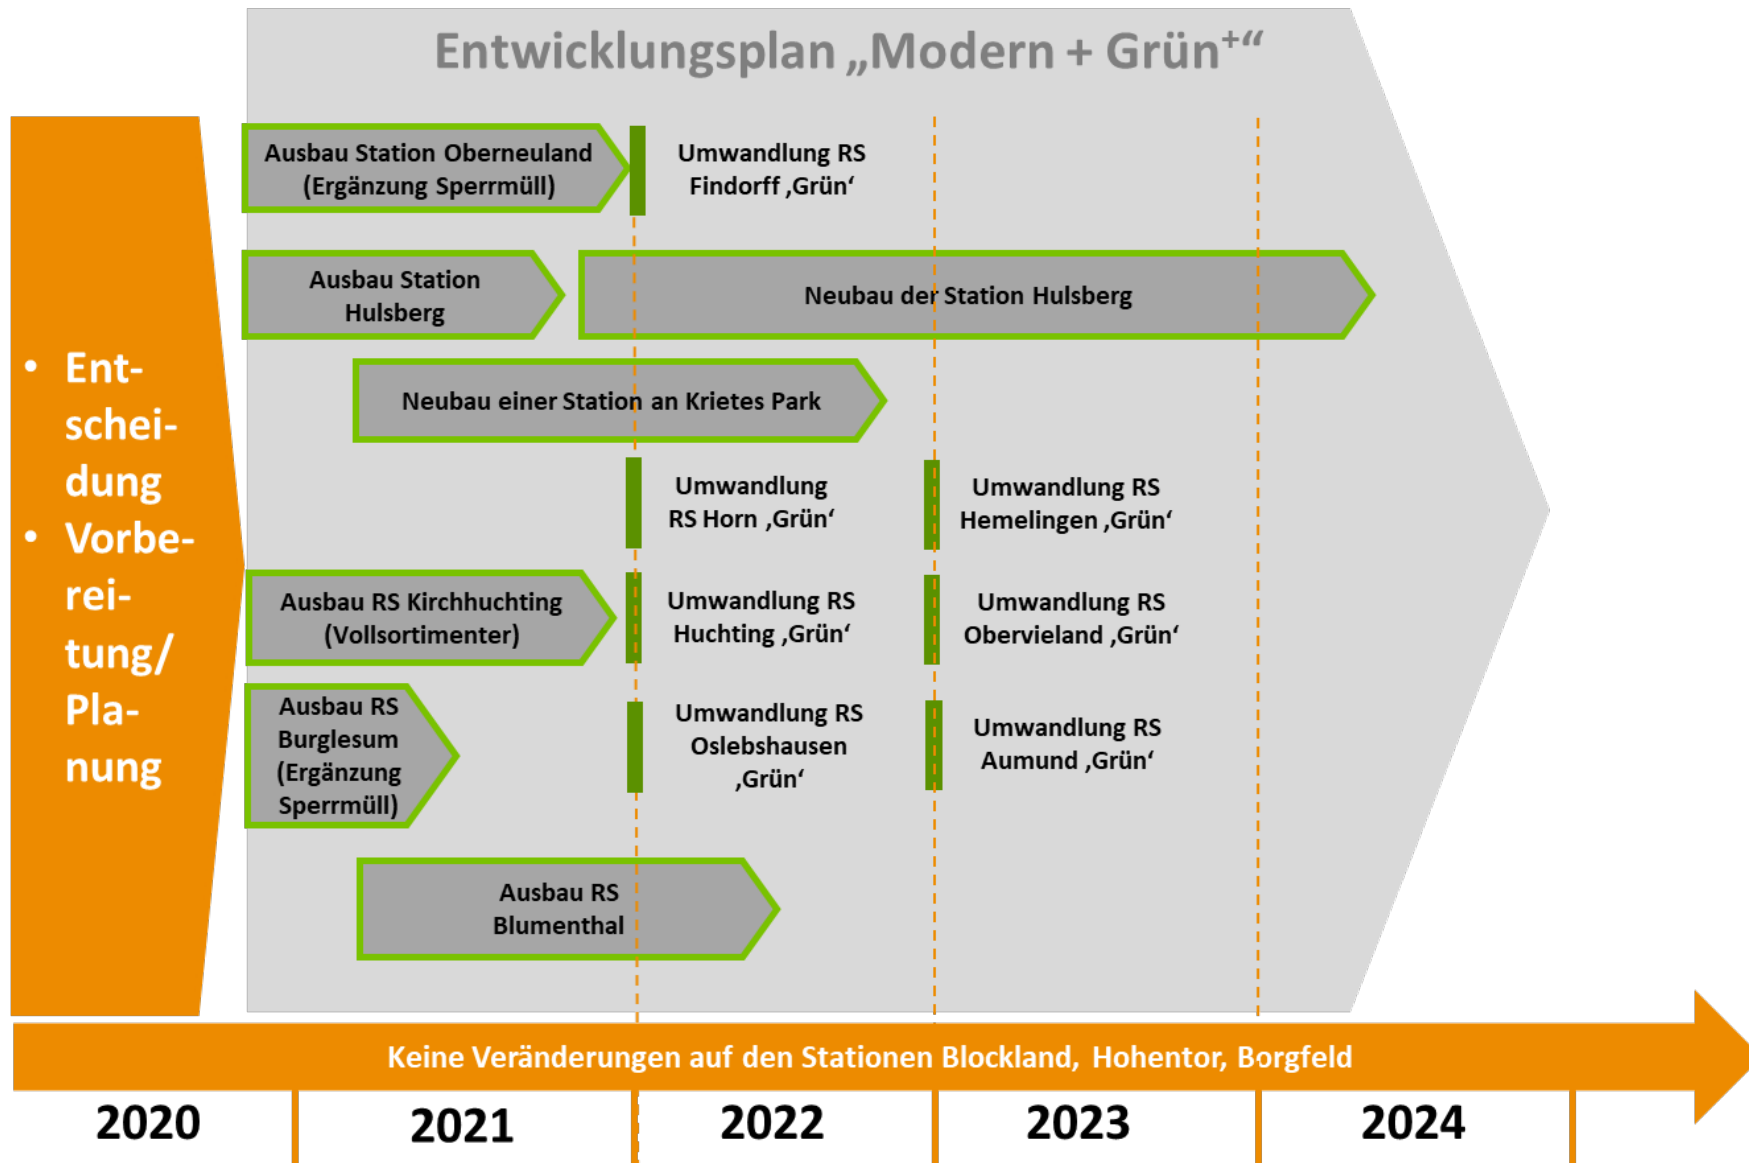 Entwicklungsplan „Modern + Grün⁺“
• Ent-
schei-
dung
• Vorbe-
rei-
tung/
Pla-
nung
Ausbau Station Oberneuland
(Ergänzung Sperrmüll)
Umwandlung RS
Findorff ‚Grün‘
Ausbau Station
Hulsberg
Neubau der Station Hulsberg
Neubau einer Station an Krietes Park
Umwandlung
RS Horn ‚Grün‘
Umwandlung RS
Hemelingen ‚Grün‘
Ausbau RS Kirchhuchting
(Vollsortimenter)
Umwandlung RS
Huchting ‚Grün‘
Umwandlung RS
Obervieland ‚Grün‘
Ausbau RS
Burglesum
(Ergänzung
Sperrmüll)
Umwandlung RS
Oslebshausen
‚Grün‘
Umwandlung RS
Aumund ‚Grün‘
Ausbau RS
Blumenthal
Keine Veränderungen auf den Stationen Blockland, Hohentor, Borgfeld
2020
2021
2022
2023
2024